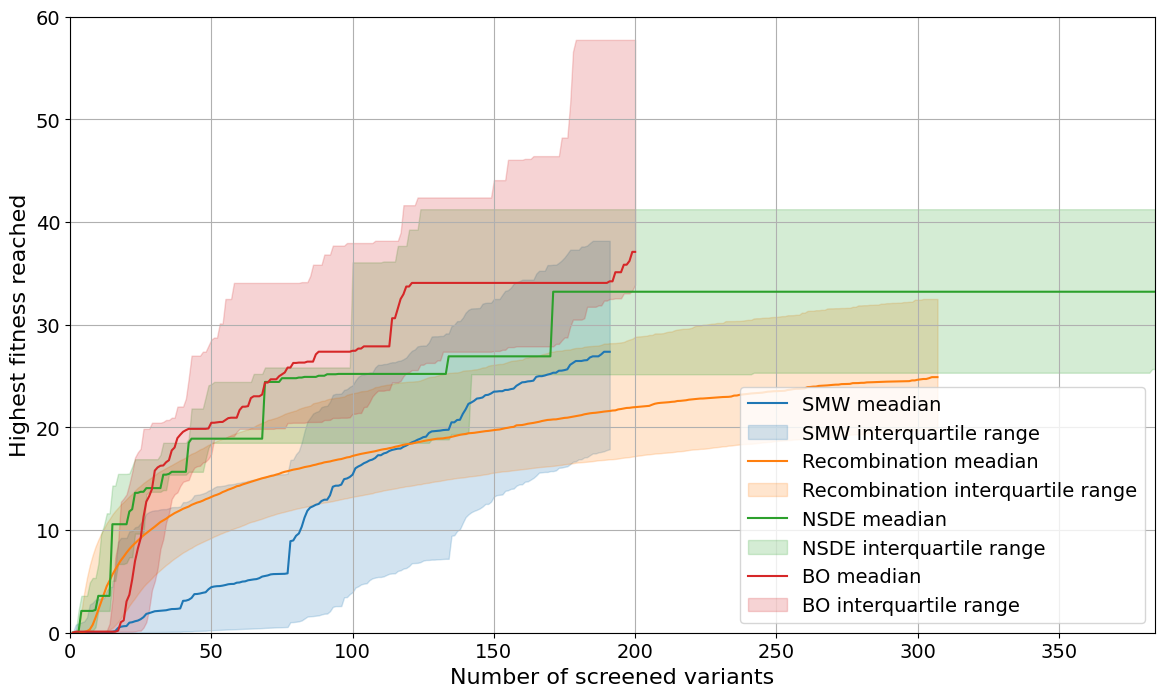 60
50
40
30
20
10
0
Highest fitness reached
SMW meadian
SMW interquartile range
Recombination meadian
Recombination interquartile range
NSDE meadian
NSDE interquartile range
BO meadian
BO interquartile range
0 50 100 150 200 250 300 350
Number of screened variants